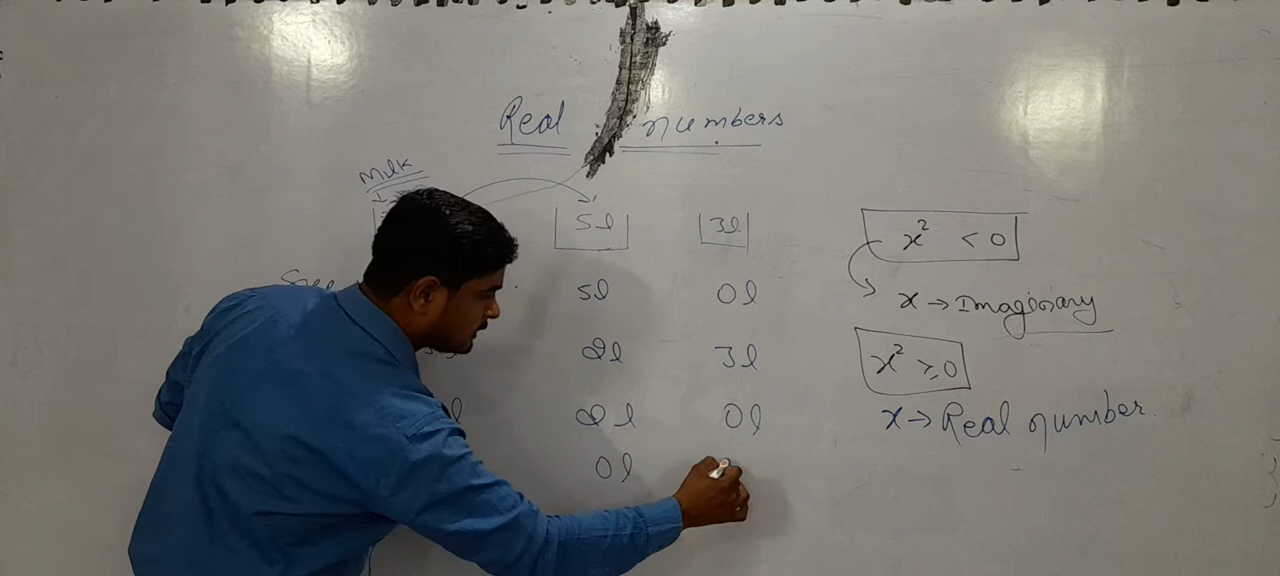 Real numbers
Milk
5l 3l
5l 0l
2l 3l
l 2l 0l
0l
x² < 0
x → Imaginary
x² ≥ 0
x → Real number.